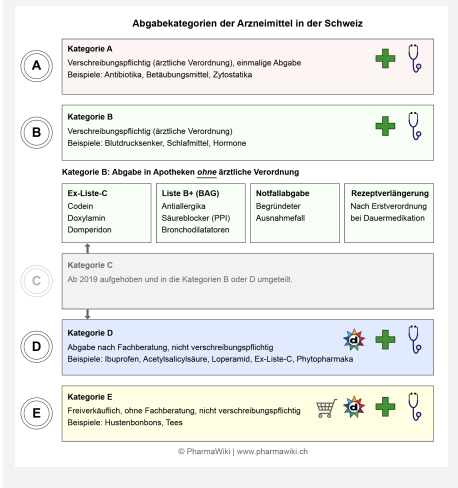 Abgabekategorien der Arzneimittel in der Schweiz
A
Kategorie A
Verschreibungspflichtig (ärztliche Verordnung), einmalige Abgabe
Beispiele: Antibiotika, Betäubungsmittel, Zytostatika
B
Kategorie B
Verschreibungspflichtig (ärztliche Verordnung)
Beispiele: Blutdrucksenker, Schlafmittel, Hormone
Kategorie B: Abgabe in Apotheken ohne ärztliche Verordnung
Ex-Liste-C
Codein
Doxylamin
Domperidon
Liste B+ (BAG)
Antiallergika
Säureblocker (PPI)
Bronchodilatatoren
Notfallabgabe
Begründeter
Ausnahmefall
Rezeptverlängerung
Nach Erstverordnung
bei Dauermedikation
C
Kategorie C
Ab 2019 aufgehoben und in die Kategorien B oder D umgeteilt.
D
Kategorie D
Abgabe nach Fachberatung, nicht verschreibungspflichtig
Beispiele: Ibuprofen, Acetylsalicylsäure, Loperamid, Ex-Liste-C, Phytopharmaka
d
E
Kategorie E
Freiverkäuflich, ohne Fachberatung, nicht verschreibungspflichtig
Beispiele: Hustenbonbons, Tees
d
© PharmaWiki | www.pharmawiki.ch